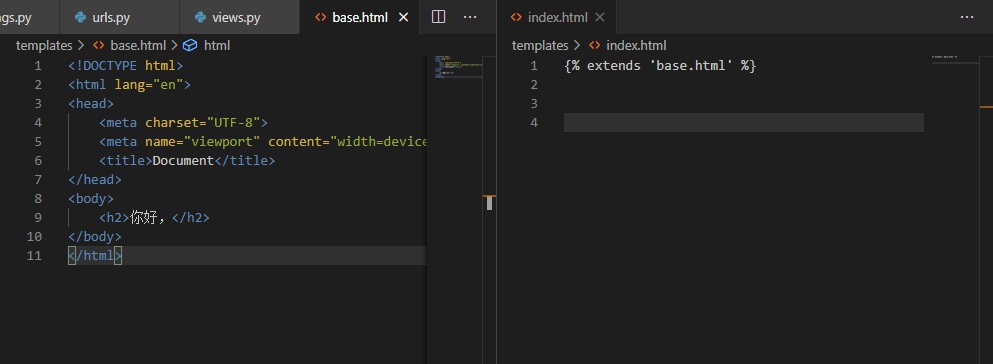 gs.py urls.py views.py base.html
templates > base.html > html
1 <!DOCTYPE html>
2 <html lang="en">
3 <head>
4 <meta charset="UTF-8">
5 <meta name="viewport" content="width=device
6 <title>Document</title>
7 </head>
8 <body>
9 <h2>你好，</h2>
10 </body>
11 </html>
index.html
templates > index.html
1 {% extends 'base.html' %}
2
3
4